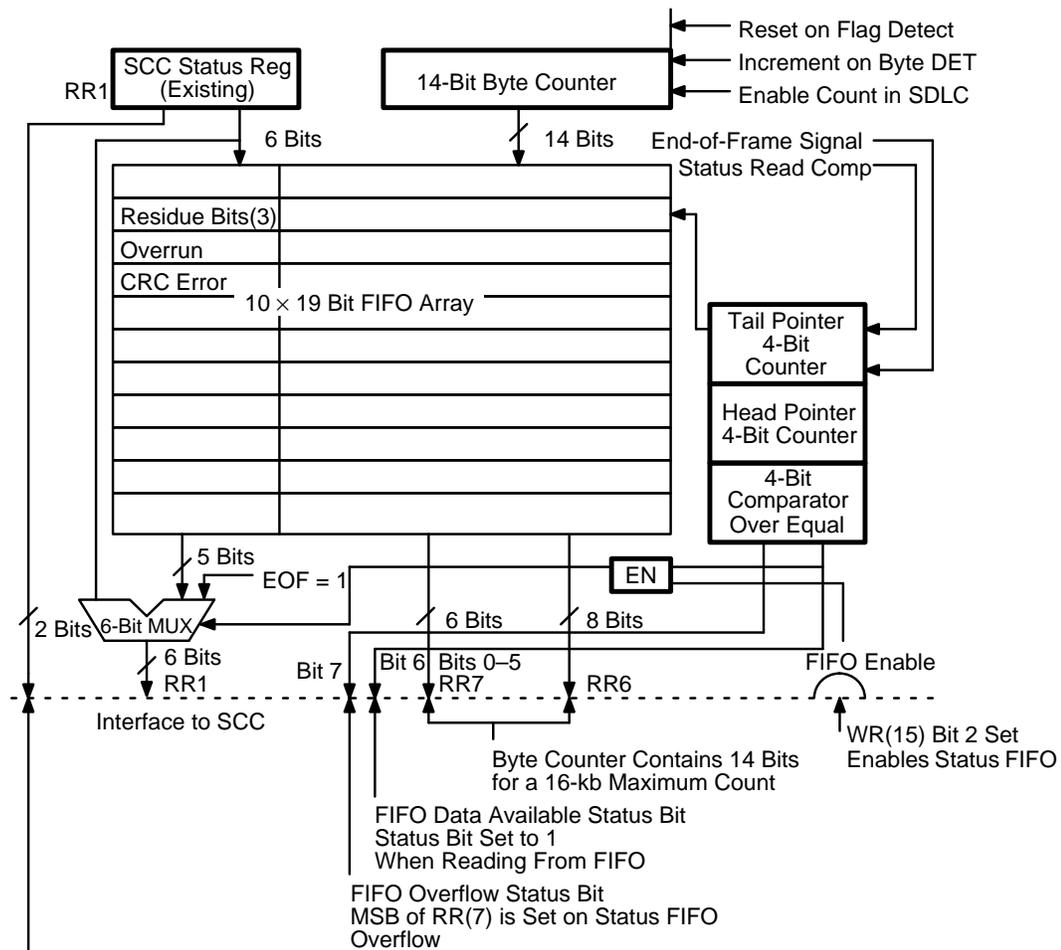 Reset on Flag Detect
SCC Status Reg
(Existing)
RR1
14-Bit Byte Counter
Increment on Byte DET
Enable Count in SDLC
6 Bits
14 Bits
End-of-Frame Signal
Status Read Comp
Residue Bits(3)
Overrun
CRC Error
10 × 19 Bit FIFO Array
Tail Pointer
4-Bit
Counter
Head Pointer
4-Bit Counter
4-Bit
Comparator
Over Equal
5 Bits
EOF = 1
EN
2 Bits
6-Bit MUX
6 Bits
8 Bits
6 Bits
RR1
Bit 7
Bit 6
Bits 0–5
RR7
RR6
FIFO Enable
Interface to SCC
WR(15) Bit 2 Set
Enables Status FIFO
Byte Counter Contains 14 Bits
for a 16-kb Maximum Count
FIFO Data Available Status Bit
Status Bit Set to 1
When Reading From FIFO
FIFO Overflow Status Bit
MSB of RR(7) is Set on Status FIFO
Overflow